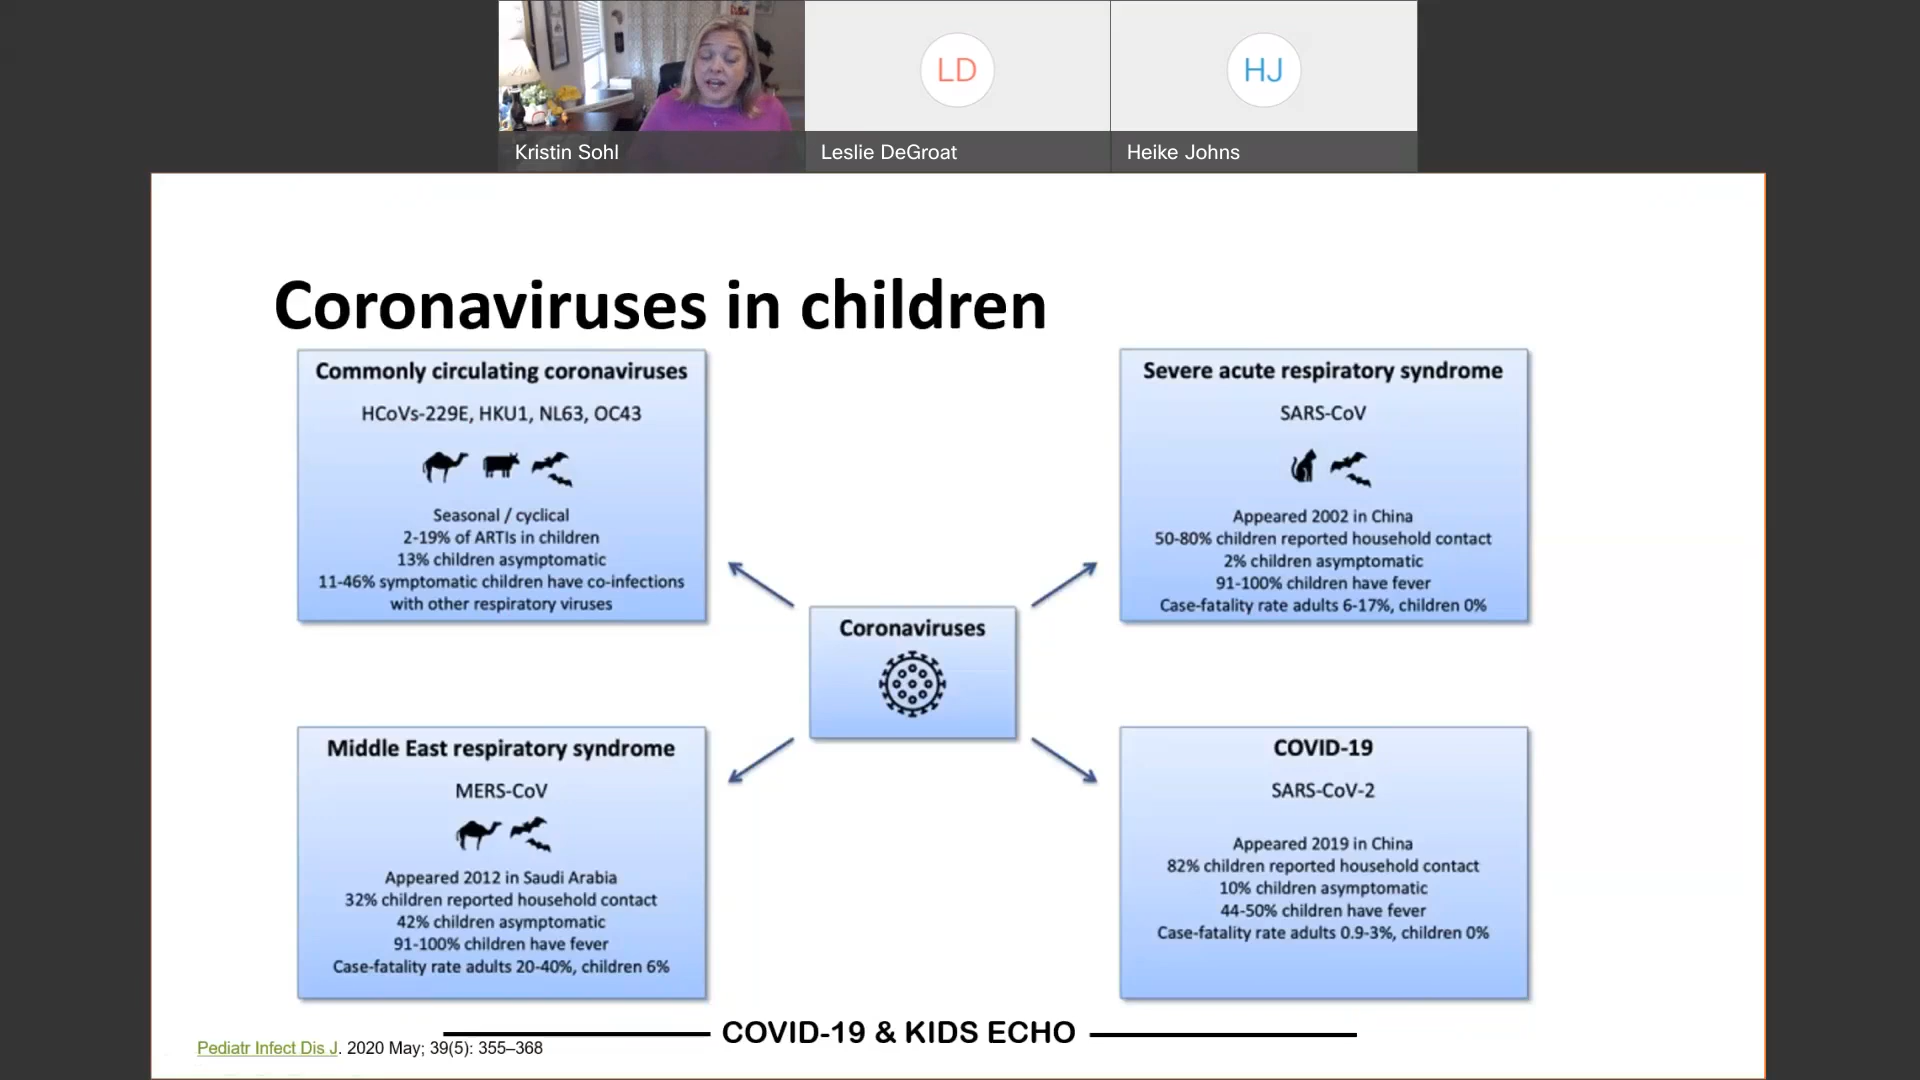 LD
HJ
Kristin Sohl
Leslie DeGroat
Heike Johns
Coronaviruses in children
Commonly circulating coronaviruses
HCoVs-229E, HKU1, NL63, OC43
Seasonal / cyclical
2-19% of ARTIs in children
13% children asymptomatic
11-46% symptomatic children have co-infections
with other respiratory viruses
Severe acute respiratory syndrome
SARS-CoV
Appeared 2002 in China
50-80% children reported household contact
2% children asymptomatic
91-100% children have fever
Case-fatality rate adults 6-17%, children 0%
Coronaviruses
Middle East respiratory syndrome
MERS-CoV
Appeared 2012 in Saudi Arabia
32% children reported household contact
42% children asymptomatic
91-100% children have fever
Case-fatality rate adults 20-40%, children 6%
COVID-19
SARS-CoV-2
Appeared 2019 in China
82% children reported household contact
10% children asymptomatic
44-50% children have fever
Case-fatality rate adults 0.9-3%, children 0%
COVID-19 & KIDS ECHO
Pediatr Infect Dis J. 2020 May; 39(5): 355–368